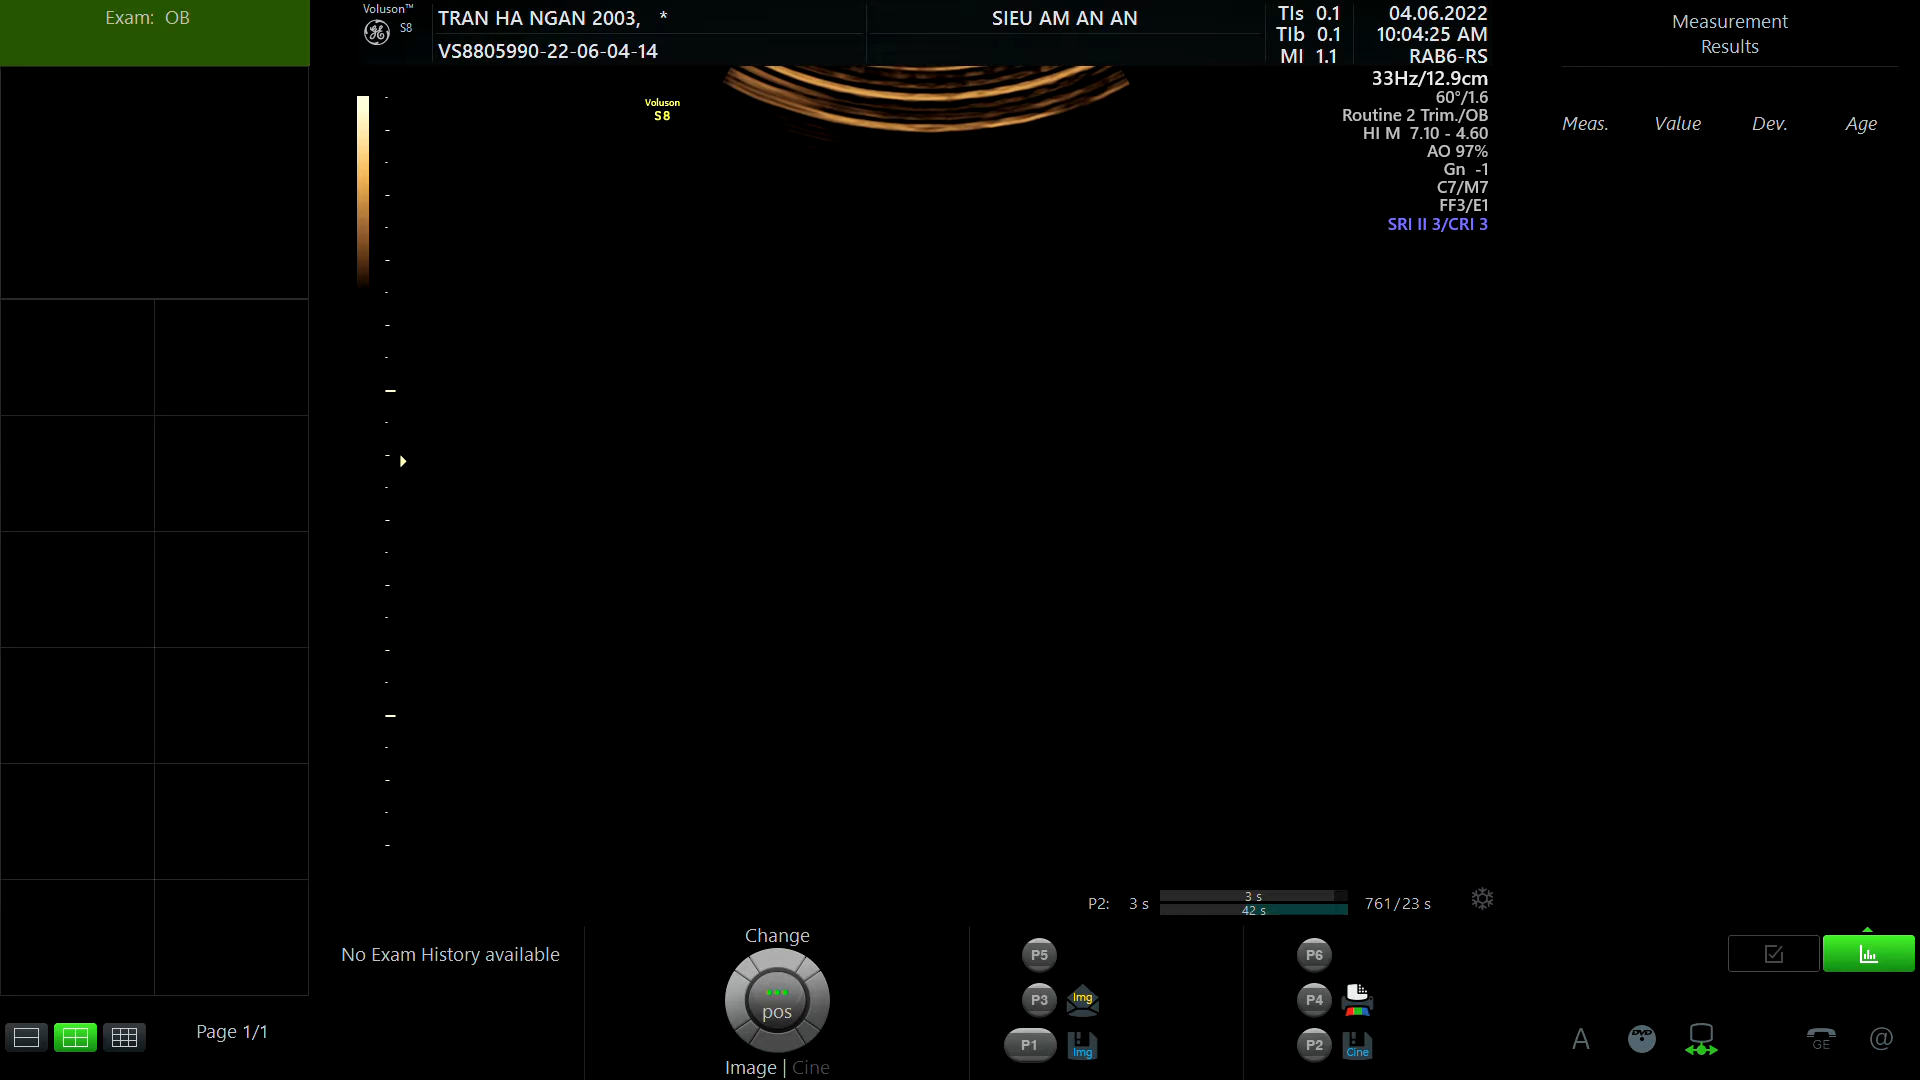 Exam: OB
Voluson™
S8
TRAN HA NGAN 2003, *
VS8805990-22-06-04-14
SIEU AM AN AN
TIs 0.1
TIb 0.1
MI 1.1
04.06.2022
10:04:25 AM
RAB6-RS
33Hz/12.9cm
60°/1.6
Routine 2 Trim./OB
HI M 7.10 - 4.60
AO 97%
Gn -1
C7/M7
FF3/E1
SRI II 3/CRI 3
Voluson
S8
Measurement
Results
Meas. Value Dev. Age
P2: 3 s
3 s
42 s
761/23 s
No Exam History available
Change
pos
Image | Cine
P5
P3 Img
P1 Img
P6
P4
P2 Cine
Page 1/1
A
DVD
GE
@